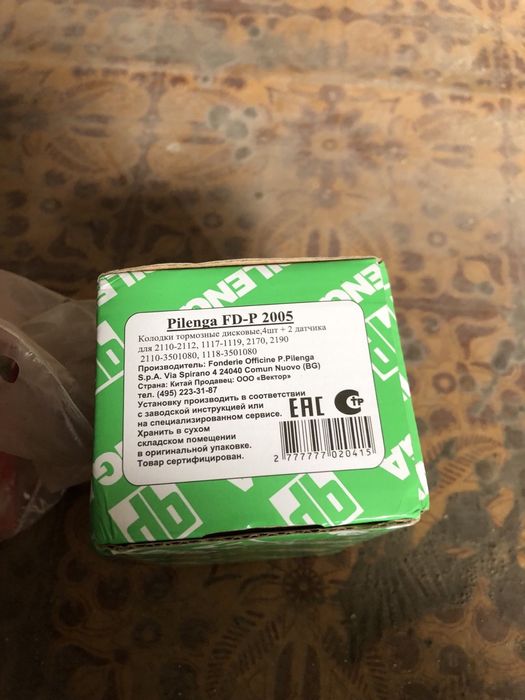 PILENGA
Pilenga FD-P 2005
Колодки тормозные дисковые,4шт + 2 датчика
для 2110-2112, 1117-1119, 2170, 2190
2110-3501080, 1118-3501080
Производитель: Fonderie Officine P.Pilenga
S.p.A. Via Spirano 4 24040 Comun Nuovo (BG)
Страна: Китай Продавец: ООО «Вектор»
тел. (495) 223-31-87
Установку производить в соответствии
с заводской инструкцией или
на специализированном сервисе.
Хранить в сухом
складском помещении
в оригинальной упаковке.
Товар сертифицирован.
ЕАС
СТР
2 777777 020415